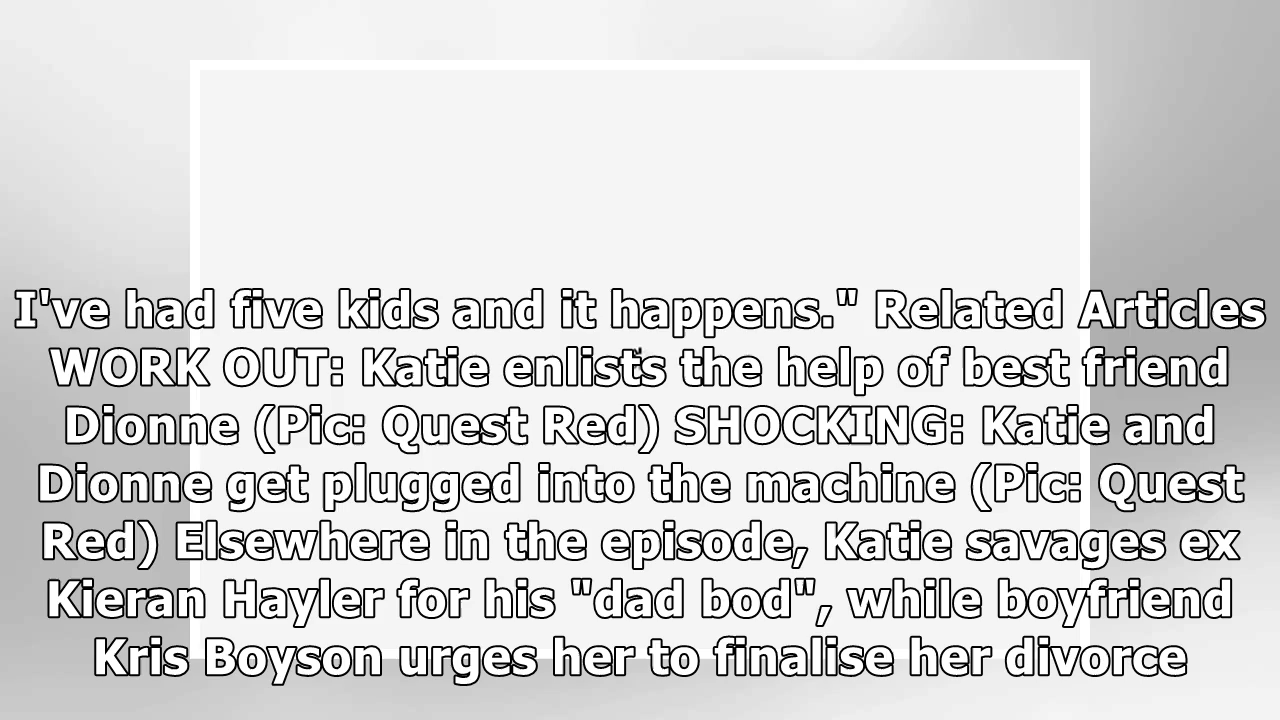 I've had five kids and it happens." Related Articles
WORK OUT: Katie enlists the help of best friend
Dionne (Pic: Quest Red) SHOCKING: Katie and
Dionne get plugged into the machine (Pic: Quest
Red) Elsewhere in the episode, Katie savages ex
Kieran Hayler for his "dad bod", while boyfriend
Kris Boyson urges her to finalise her divorce